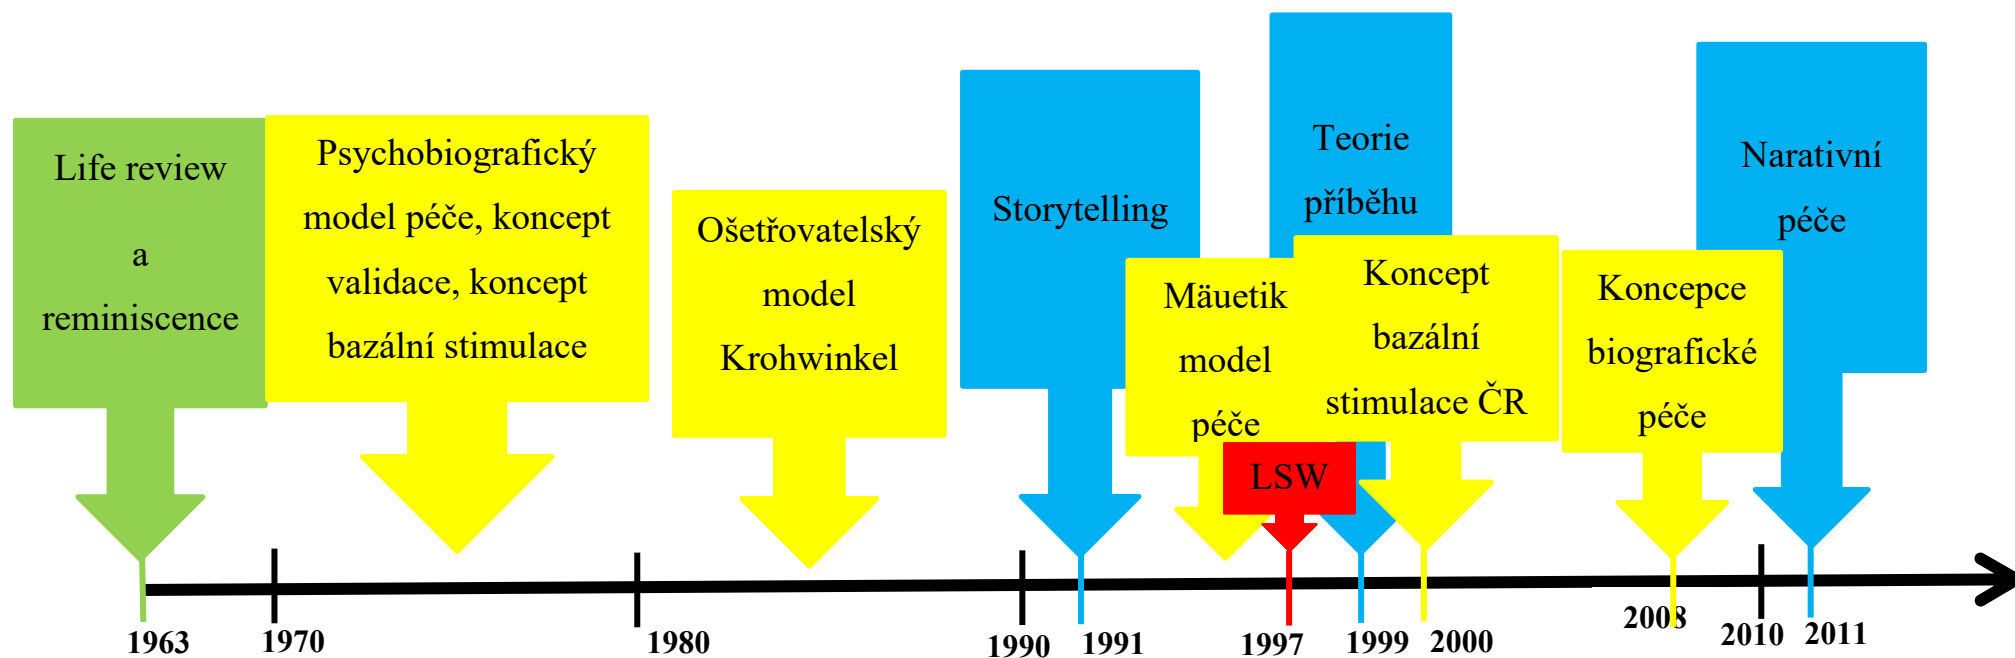 Life review
a
reminiscence
Psychobiografický
model péče, koncept
validace, koncept
bazální stimulace
Ošetřovatelský
model
Krohwinkel
Storytelling
Mäuetik
model
péče
LSW
Teorie
příběhu
Koncept
bazální
stimulace ČR
Koncepce
biografické
péče
Narativní
péče
1963
1970
1980
1990
1991
1997
1999
2000
2008
2010
2011